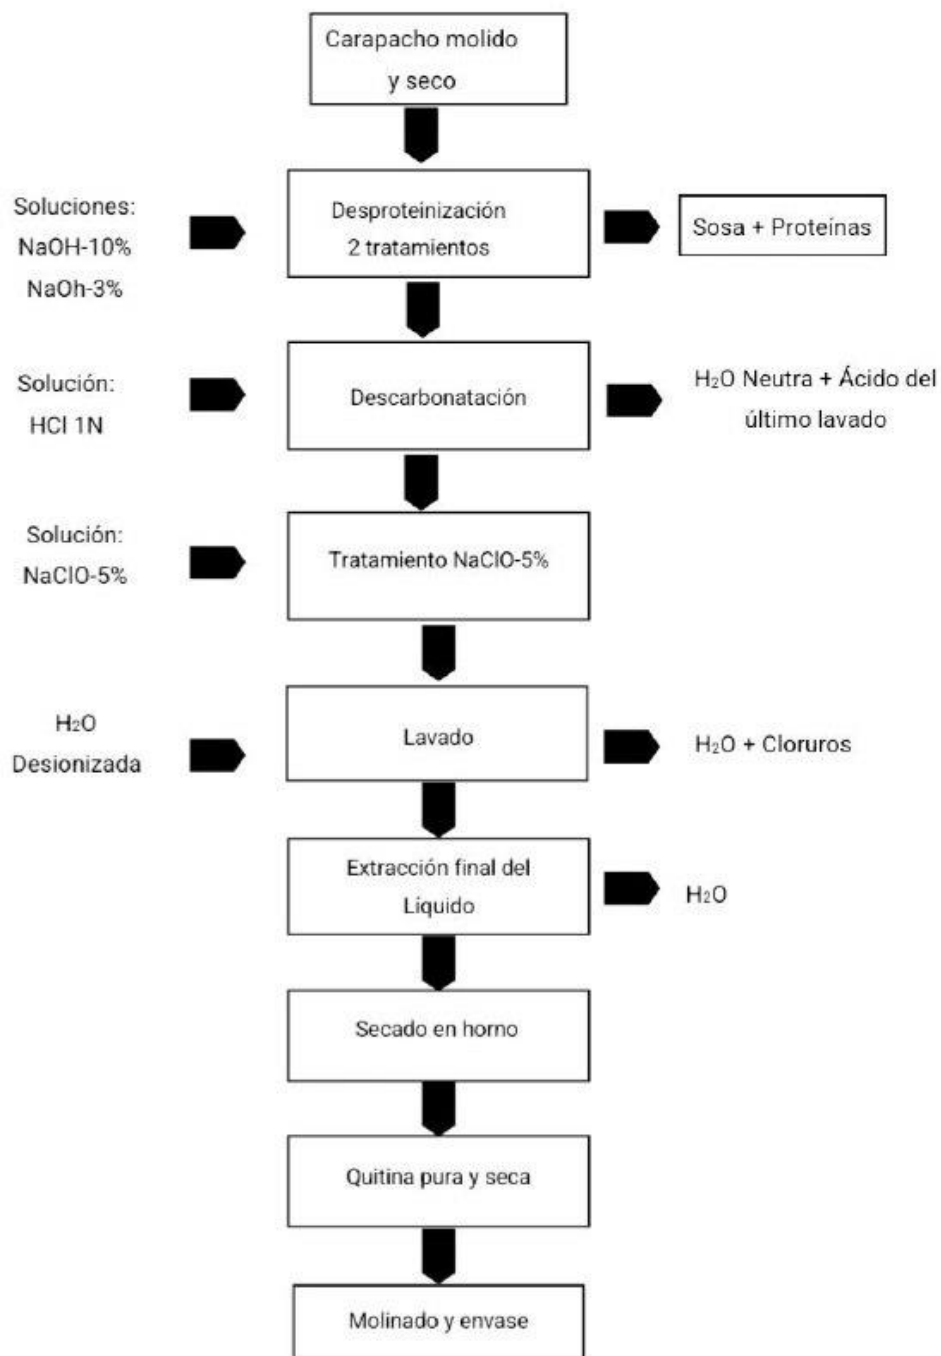 Carapacho molido
y seco
Soluciones:
NaOH-10%
NaOh-3%
Desproteinización
2 tratamientos
Sosa + Proteínas
Solución:
HCl 1N
Descarbonatación
H₂O Neutra + Ácido del
último lavado
Solución:
NaClO-5%
Tratamiento NaClO-5%
H₂O
Desionizada
Lavado
H₂O + Cloruros
Extracción final del
Líquido
H₂O
Secado en horno
Quitina pura y seca
Molinado y envase